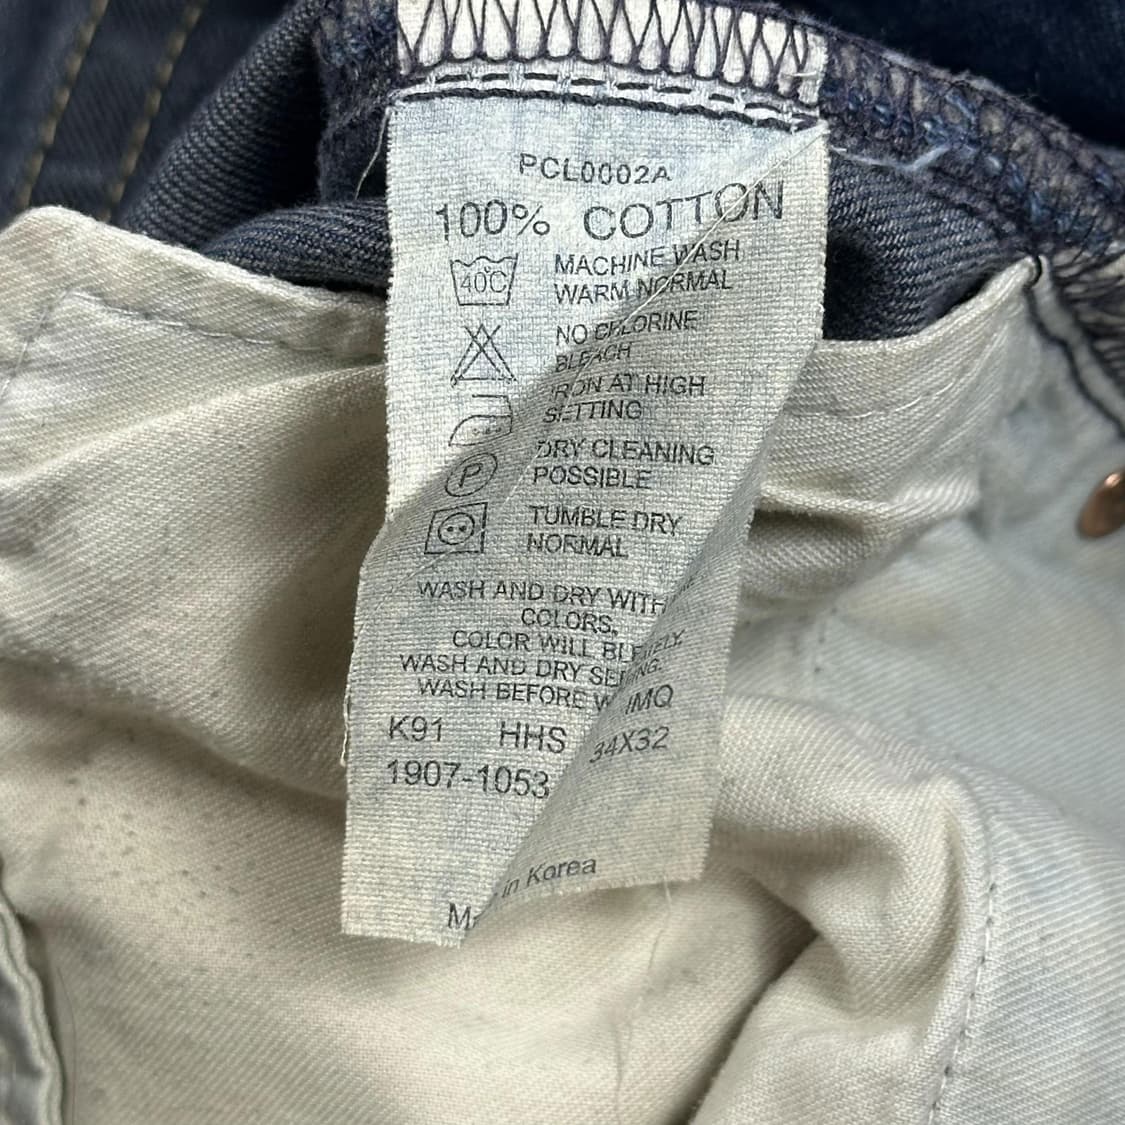 PCL0002A
100% COTTON
40°C
MACHINE WASH
WARM NORMAL
NO CHLORINE
BLEACH
IRON AT HIGH
SETTING
P
DRY CLEANING
POSSIBLE
TUMBLE DRY
NORMAL
WASH AND DRY WITH
COLORS,
COLOR WILL
WASH AND DRY
WASH BEFORE
K91 HHS 34X32
1907-1053
in Korea